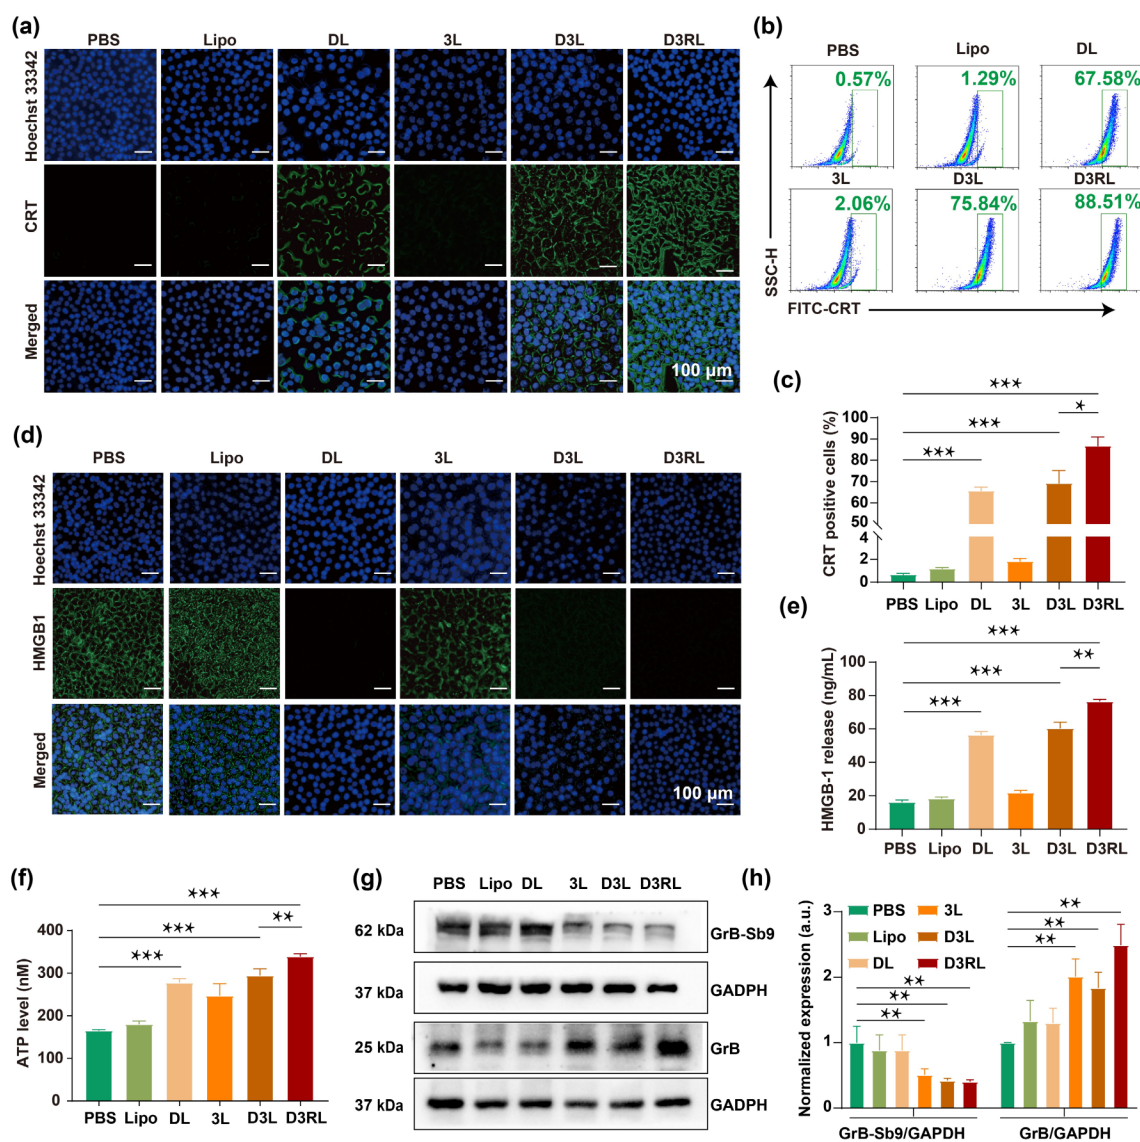 (a)
PBS Lipo DL 3L D3L D3RL
Hoechst 33342
CRT
Merged
100 µm
(b)
PBS Lipo DL
0.57% 1.29% 67.58%
3L D3L D3RL
2.06% 75.84% 88.51%
SSC-H
FITC-CRT
(c)
★★★
★★★ ★
★★★
CRT positive cells (%)
100
90
80
70
60
50
4
2
0
PBS Lipo DL 3L D3L D3RL
(d)
PBS Lipo DL 3L D3L D3RL
Hoechst 33342
HMGB1
Merged
100 µm
(e)
★★★
★★★ ★★
★★★
HMGB-1 release (ng/mL)
100
80
60
40
20
0
PBS Lipo DL 3L D3L D3RL
(f)
★★★
★★★ ★★
★★★
ATP level (nM)
400
300
200
100
0
PBS Lipo DL 3L D3L D3RL
(g)
PBS Lipo DL 3L D3L D3RL
62 kDa GrB-Sb9
37 kDa GADPH
25 kDa GrB
37 kDa GADPH
(h)
Normalized expression (a.u.)
3
2
1
0
PBS 3L
Lipo D3L
DL D3RL
★★
★★
★★
★★
★★
★★
GrB-Sb9/GAPDH GrB/GAPDH